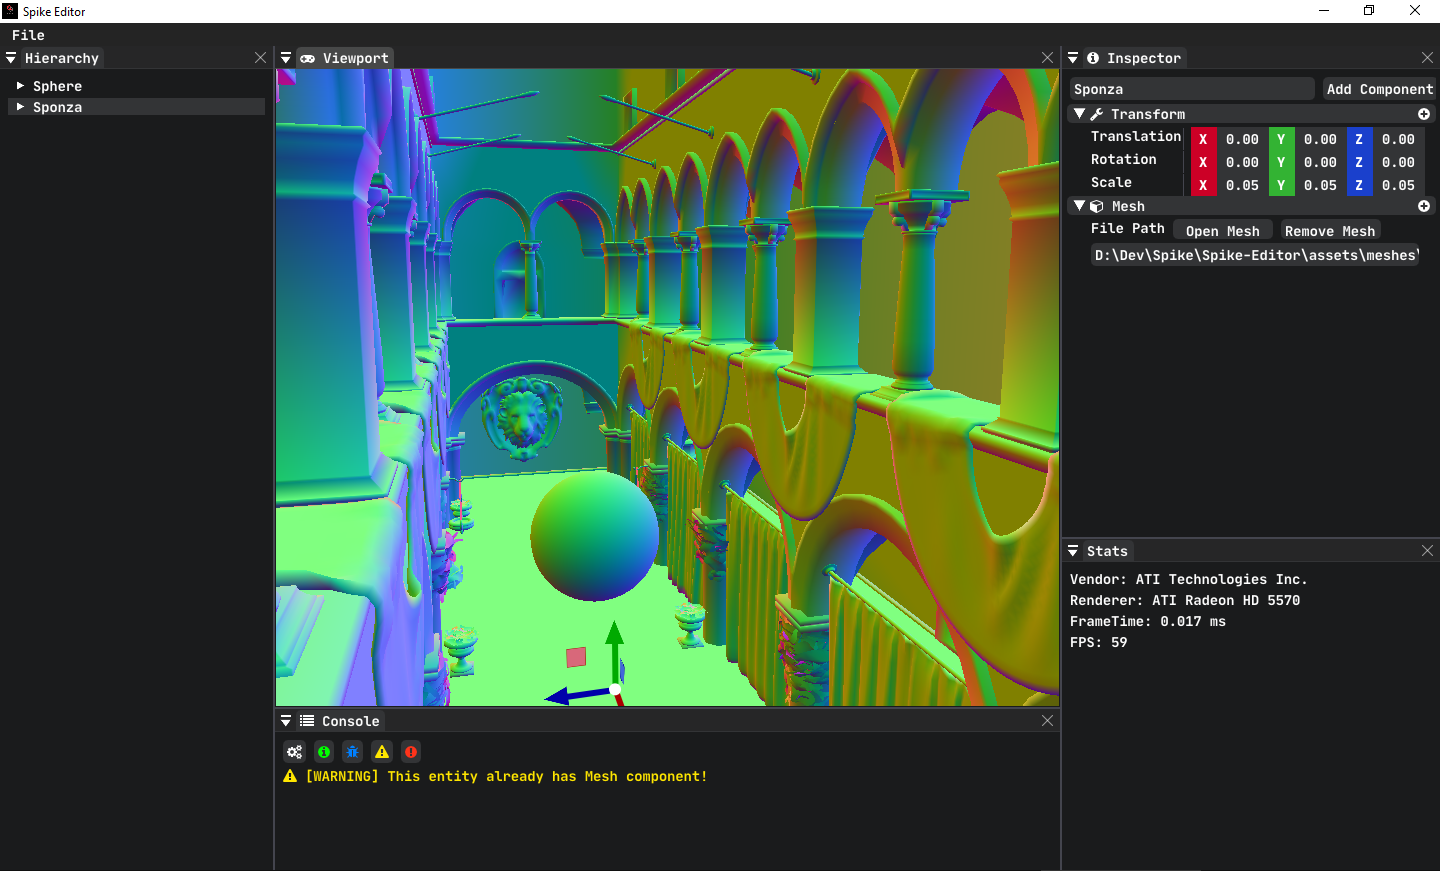 Spike Editor
File
Hierarchy
Sphere
Sponza
Viewport
Inspector
Sponza
Add Component
Transform
Translation X 0.00 Y 0.00 Z 0.00
Rotation X 0.00 Y 0.00 Z 0.00
Scale X 0.05 Y 0.05 Z 0.05
Mesh
File Path Open Mesh Remove Mesh
D:\Dev\Spike\Spike-Editor\assets\meshes\
Stats
Vendor: ATI Technologies Inc.
Renderer: ATI Radeon HD 5570
FrameTime: 0.017 ms
FPS: 59
Console
[WARNING] This entity already has Mesh component!